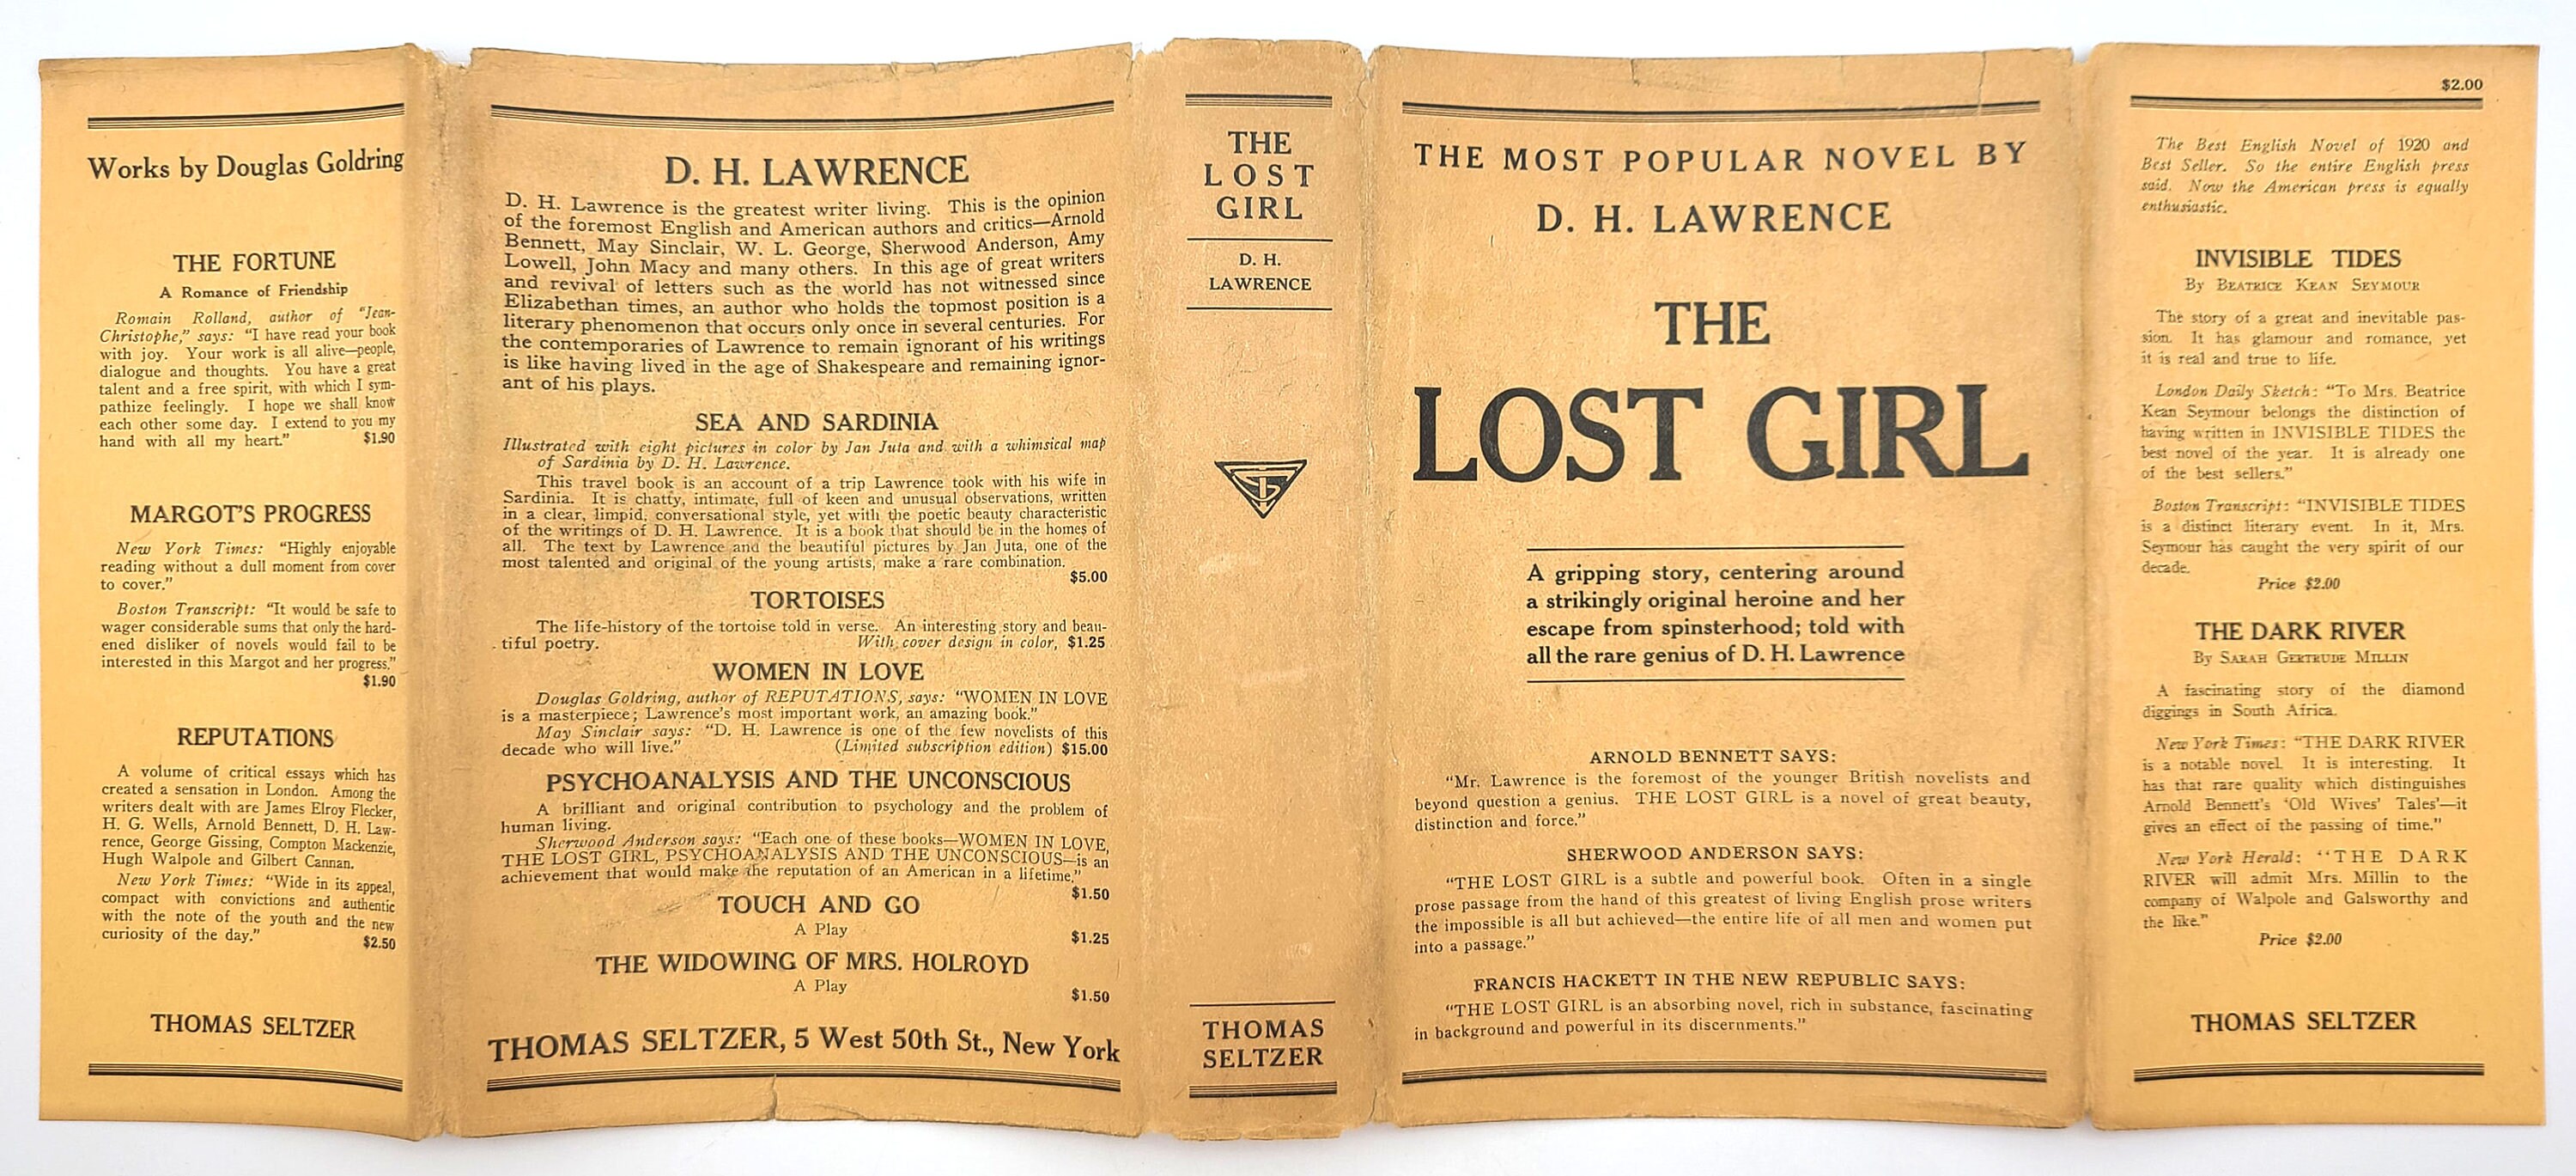 Works by Douglas Goldring
THE FORTUNE
A Romance of Friendship
Romain Rolland, author of "Jean-
Christophe," says: "I have read your book
with joy. Your work is all alive—people,
dialogue and thoughts. You have a great
talent and a free spirit, with which I sym-
pathize feelingly. I hope we shall know
each other some day. I extend to you my
hand with all my heart." $1.90
MARGOT'S PROGRESS
New York Times: "Highly enjoyable
reading without a dull moment from cover
to cover."
Boston Transcript: "It would be safe to
wager considerable sums that only the hard-
ened disliker of novels would fail to be
interested in this Margot and her progress."
$1.90
REPUTATIONS
A volume of critical essays which has
created a sensation in London. Among the
writers dealt with are James Elroy Flecker,
H. G. Wells, Arnold Bennett, D. H. Law-
rence, George Gissing, Compton Mackenzie,
Hugh Walpole and Gilbert Cannan.
New York Times: "Wide in its appeal,
compact with convictions and authentic
with the note of the youth and the new
curiosity of the day." $2.50
THOMAS SELTZER
D. H. LAWRENCE
D. H. Lawrence is the greatest writer living. This is the opinion
of the foremost English and American authors and critics—Arnold
Bennett, May Sinclair, W. L. George, Sherwood Anderson, Amy
Lowell, John Macy and many others. In this age of great writers
and revival of letters such as the world has not witnessed since
Elizabethan times, an author who holds the topmost position is a
literary phenomenon that occurs only once in several centuries. For
the contemporaries of Lawrence to remain ignorant of his writings
is like having lived in the age of Shakespeare and remaining ignor-
ant of his plays.
SEA AND SARDINIA
Illustrated with eight pictures in color by Jan Juta and with a whimsical map
of Sardinia by D. H. Lawrence.
This travel book is an account of a trip Lawrence took with his wife in
Sardinia. It is chatty, intimate, full of keen and unusual observations, written
in a clear, limpid, conversational style, yet with the poetic beauty characteristic
of the writings of D. H. Lawrence. It is a book that should be in the homes of
all. The text by Lawrence and the beautiful pictures by Jan Juta, one of the
most talented and original of the young artists, make a rare combination.
$5.00
TORTOISES
The life-history of the tortoise told in verse. An interesting story and beau-
tiful poetry. With cover design in color, $1.25
WOMEN IN LOVE
Douglas Goldring, author of REPUTATIONS, says: "WOMEN IN LOVE
is a masterpiece; Lawrence's most important work, an amazing book."
May Sinclair says: "D. H. Lawrence is one of the few novelists of this
decade who will live." (Limited subscription edition) $15.00
PSYCHOANALYSIS AND THE UNCONSCIOUS
A brilliant and original contribution to psychology and the problem of
human living.
Sherwood Anderson says: "Each one of these books—WOMEN IN LOVE,
THE LOST GIRL, PSYCHOANALYSIS AND THE UNCONSCIOUS—is an
achievement that would make the reputation of an American in a lifetime."
$1.50
TOUCH AND GO
A Play
$1.25
THE WIDOWING OF MRS. HOLROYD
A Play
$1.50
THOMAS SELTZER, 5 West 50th St., New York
THE
LOST
GIRL
D. H.
LAWRENCE
THOMAS
SELTZER
THE MOST POPULAR NOVEL BY
D. H. LAWRENCE
THE
LOST GIRL
A gripping story, centering around
a strikingly original heroine and her
escape from spinsterhood; told with
all the rare genius of D. H. Lawrence
ARNOLD BENNETT SAYS:
"Mr. Lawrence is the foremost of the younger British novelists and
beyond question a genius. THE LOST GIRL is a novel of great beauty,
distinction and force."
SHERWOOD ANDERSON SAYS:
"THE LOST GIRL is a subtle and powerful book. Often in a single
prose passage from the hand of this greatest of living English prose writers
the impossible is all but achieved—the entire life of all men and women put
into a passage."
FRANCIS HACKETT IN THE NEW REPUBLIC SAYS:
"THE LOST GIRL is an absorbing novel, rich in substance, fascinating
in background and powerful in its discernments."
$2.00
The Best English Novel of 1920 and
Best Seller. So the entire English press
said. Now the American press is equally
enthusiastic.
INVISIBLE TIDES
By BEATRICE KEAN SEYMOUR
The story of a great and inevitable pas-
sion. It has glamour and romance, yet
it is real and true to life.
London Daily Sketch: "To Mrs. Beatrice
Kean Seymour belongs the distinction of
having written in INVISIBLE TIDES the
best novel of the year. It is already one
of the best sellers."
Boston Transcript: "INVISIBLE TIDES
is a distinct literary event. In it, Mrs.
Seymour has caught the very spirit of our
decade.
Price $2.00
THE DARK RIVER
By SARAH GERTRUDE MILLIN
A fascinating story of the diamond
diggings in South Africa.
New York Times: "THE DARK RIVER
is a notable novel. It is interesting. It
has that rare quality which distinguishes
Arnold Bennett's 'Old Wives' Tales'—it
gives an effect of the passing of time."
New York Herald: "THE DARK
RIVER will admit Mrs. Millin to the
company of Walpole and Galsworthy and
the like."
Price $2.00
THOMAS SELTZER